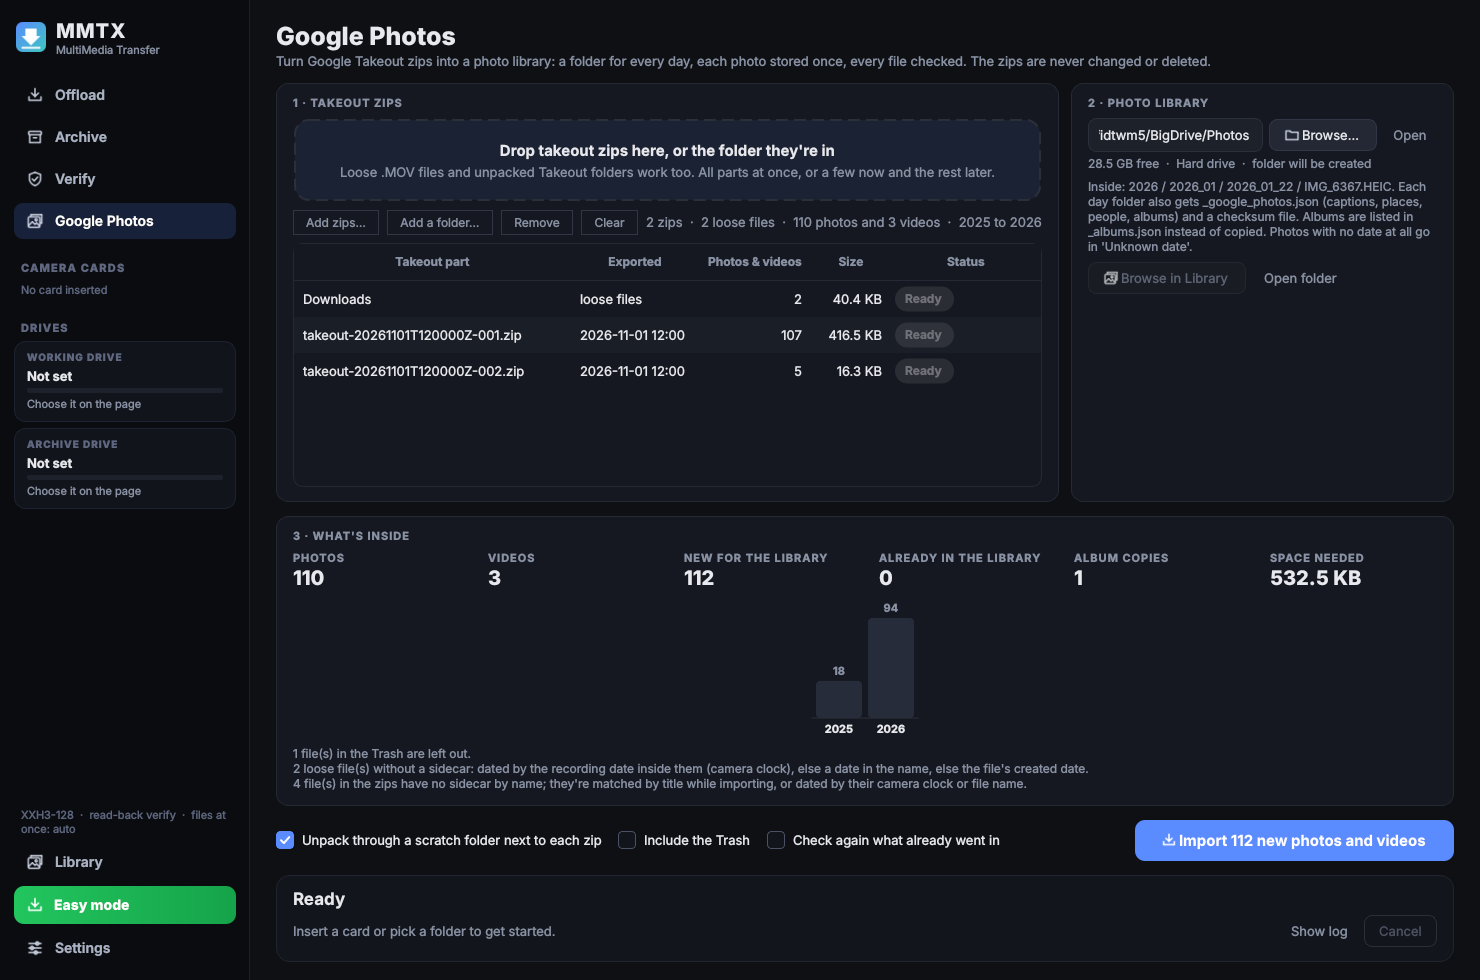 MMTX
MultiMedia Transfer
Offload
Archive
Verify
Google Photos
CAMERA CARDS
No card inserted
DRIVES
WORKING DRIVE
Not set
Choose it on the page
ARCHIVE DRIVE
Not set
Choose it on the page
XXH3-128 · read-back verify · files at
once: auto
Library
Easy mode
Settings
Google Photos
Turn Google Takeout zips into a photo library: a folder for every day, each photo stored once, every file checked. The zips are never changed or deleted.
1 · TAKEOUT ZIPS
Drop takeout zips here, or the folder they're in
Loose .MOV files and unpacked Takeout folders work too. All parts at once, or a few now and the rest later.
Add zips... Add a folder... Remove Clear 2 zips · 2 loose files · 110 photos and 3 videos · 2025 to 2026
Takeout part Exported Photos & videos Size Status
Downloads loose files 2 40.4 KB Ready
takeout-20261101T120000Z-001.zip 2026-11-01 12:00 107 416.5 KB Ready
takeout-20261101T120000Z-002.zip 2026-11-01 12:00 5 16.3 KB Ready
2 · PHOTO LIBRARY
idtwm5/BigDrive/Photos Browse... Open
28.5 GB free · Hard drive · folder will be created
Inside: 2026 / 2026_01 / 2026_01_22 / IMG_6367.HEIC. Each
day folder also gets _google_photos.json (captions, places,
people, albums) and a checksum file. Albums are listed in
_albums.json instead of copied. Photos with no date at all go
in 'Unknown date'.
Browse in Library Open folder
3 · WHAT'S INSIDE
PHOTOS VIDEOS NEW FOR THE LIBRARY ALREADY IN THE LIBRARY ALBUM COPIES SPACE NEEDED
110 3 112 0 1 532.5 KB
94
18
2025 2026
1 file(s) in the Trash are left out.
2 loose file(s) without a sidecar: dated by the recording date inside them (camera clock), else a date in the name, else the file's created date.
4 file(s) in the zips have no sidecar by name; they're matched by title while importing, or dated by their camera clock or file name.
Unpack through a scratch folder next to each zip Include the Trash Check again what already went in Import 112 new photos and videos
Ready
Insert a card or pick a folder to get started.
Show log Cancel